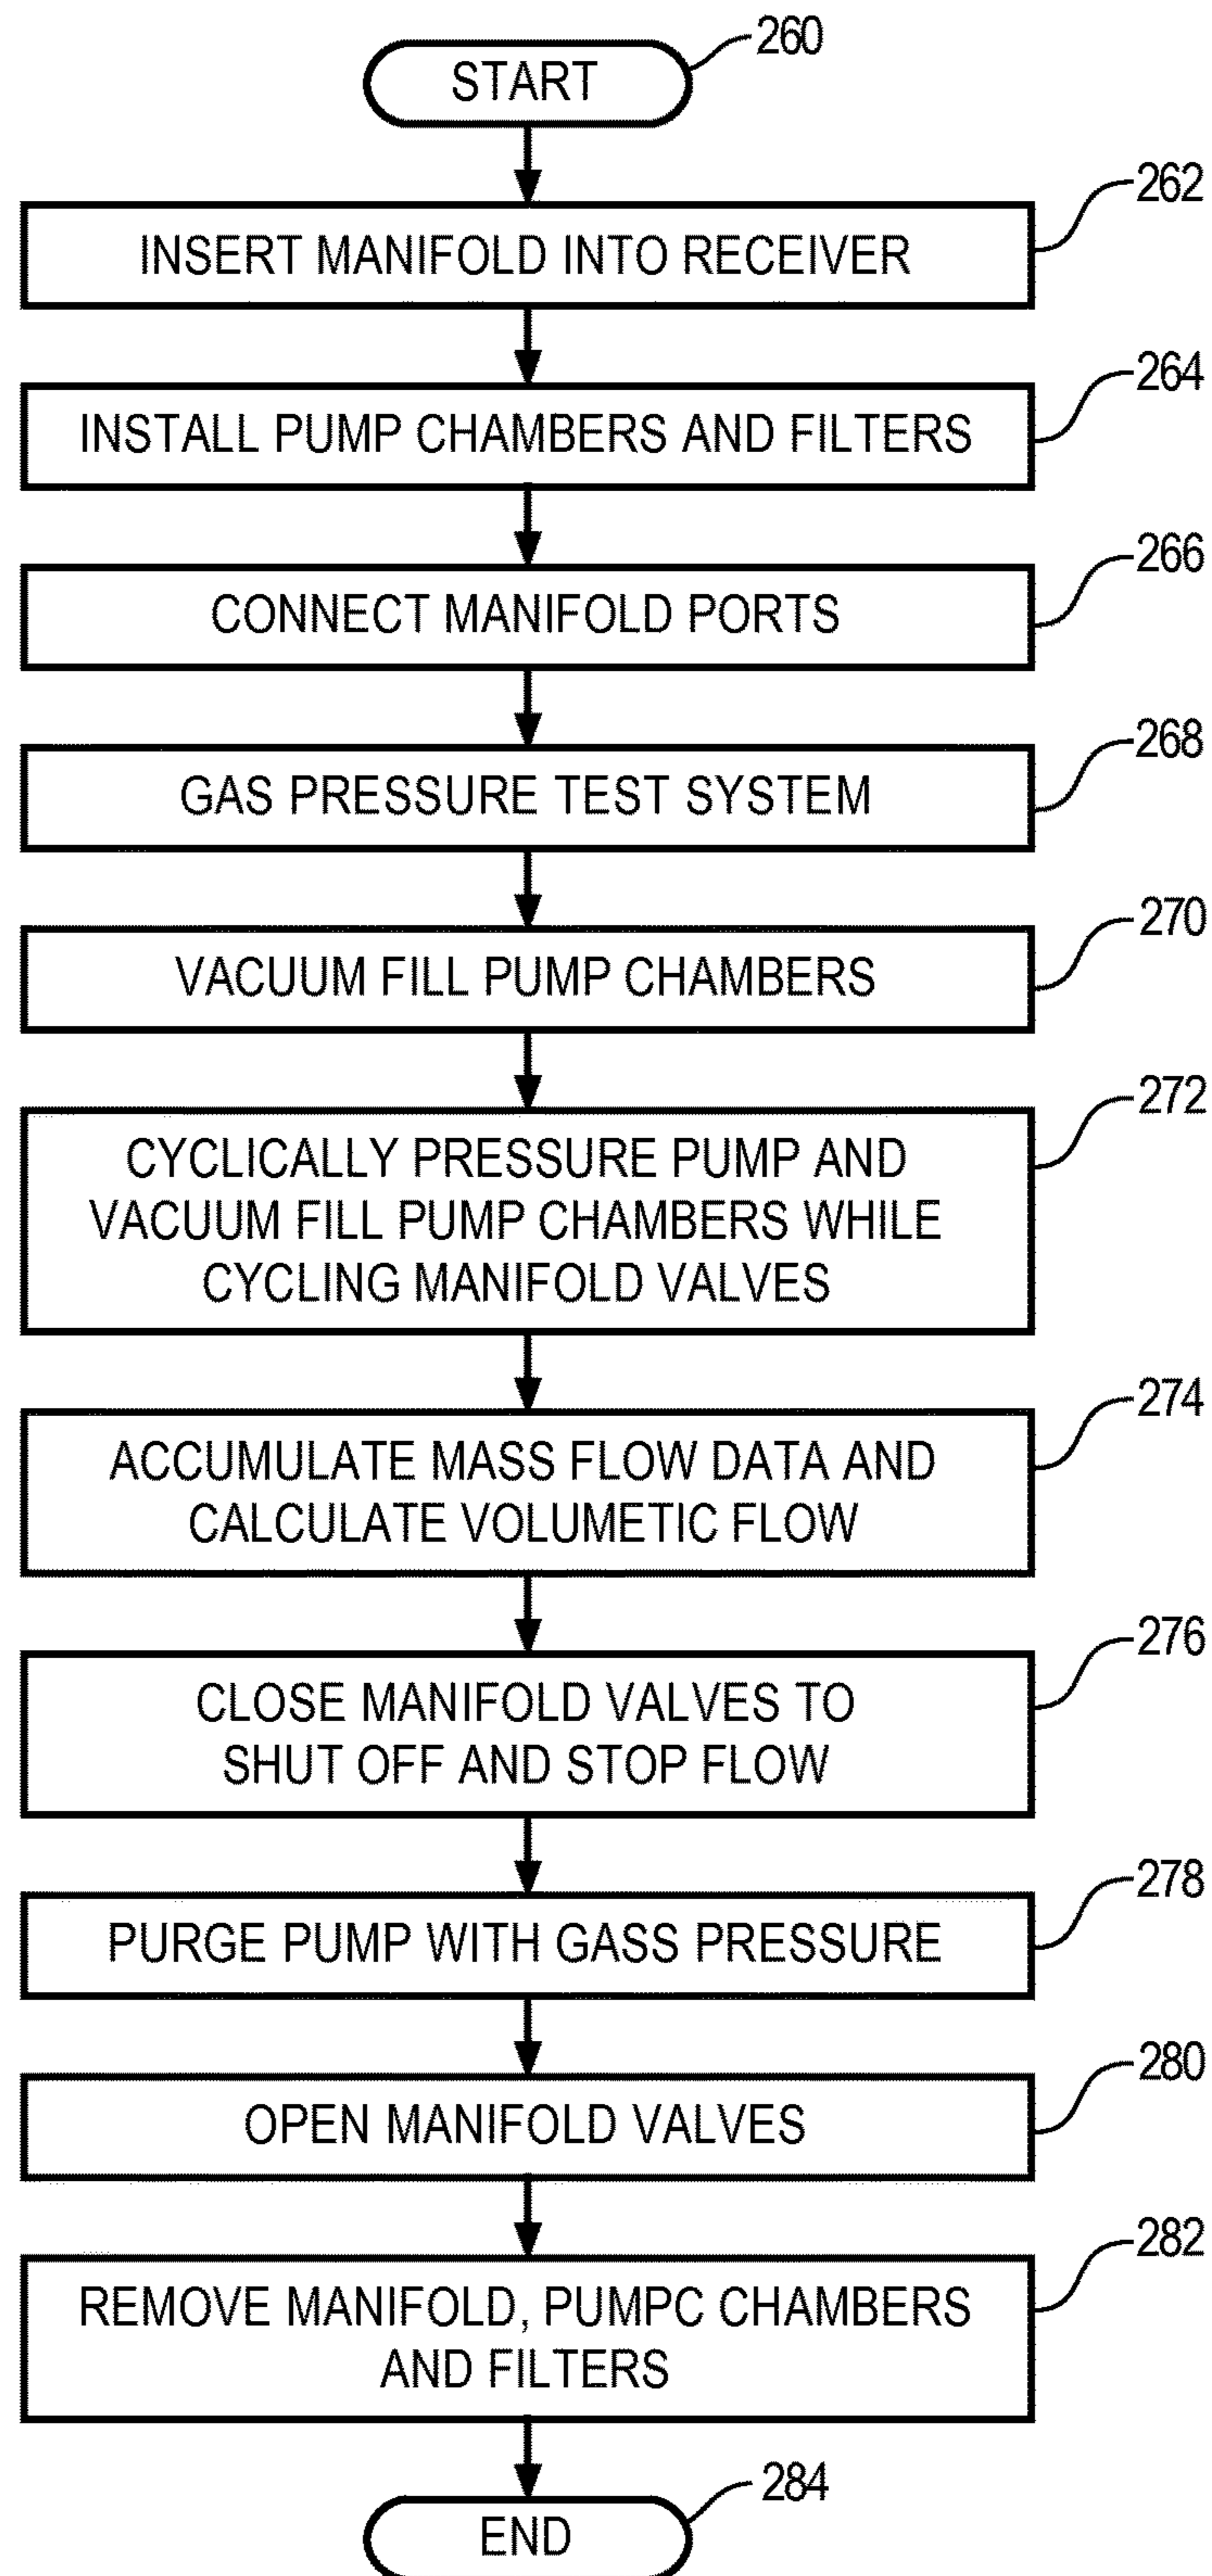 START
260
INSERT MANIFOLD INTO RECEIVER
262
INSTALL PUMP CHAMBERS AND FILTERS
264
CONNECT MANIFOLD PORTS
266
GAS PRESSURE TEST SYSTEM
268
VACUUM FILL PUMP CHAMBERS
270
CYCLICALLY PRESSURE PUMP AND
VACUUM FILL PUMP CHAMBERS WHILE
CYCLING MANIFOLD VALVES
272
ACCUMULATE MASS FLOW DATA AND
CALCULATE VOLUMETIC FLOW
274
CLOSE MANIFOLD VALVES TO
SHUT OFF AND STOP FLOW
276
PURGE PUMP WITH GASS PRESSURE
278
OPEN MANIFOLD VALVES
280
REMOVE MANIFOLD, PUMPC CHAMBERS
AND FILTERS
282
END
284